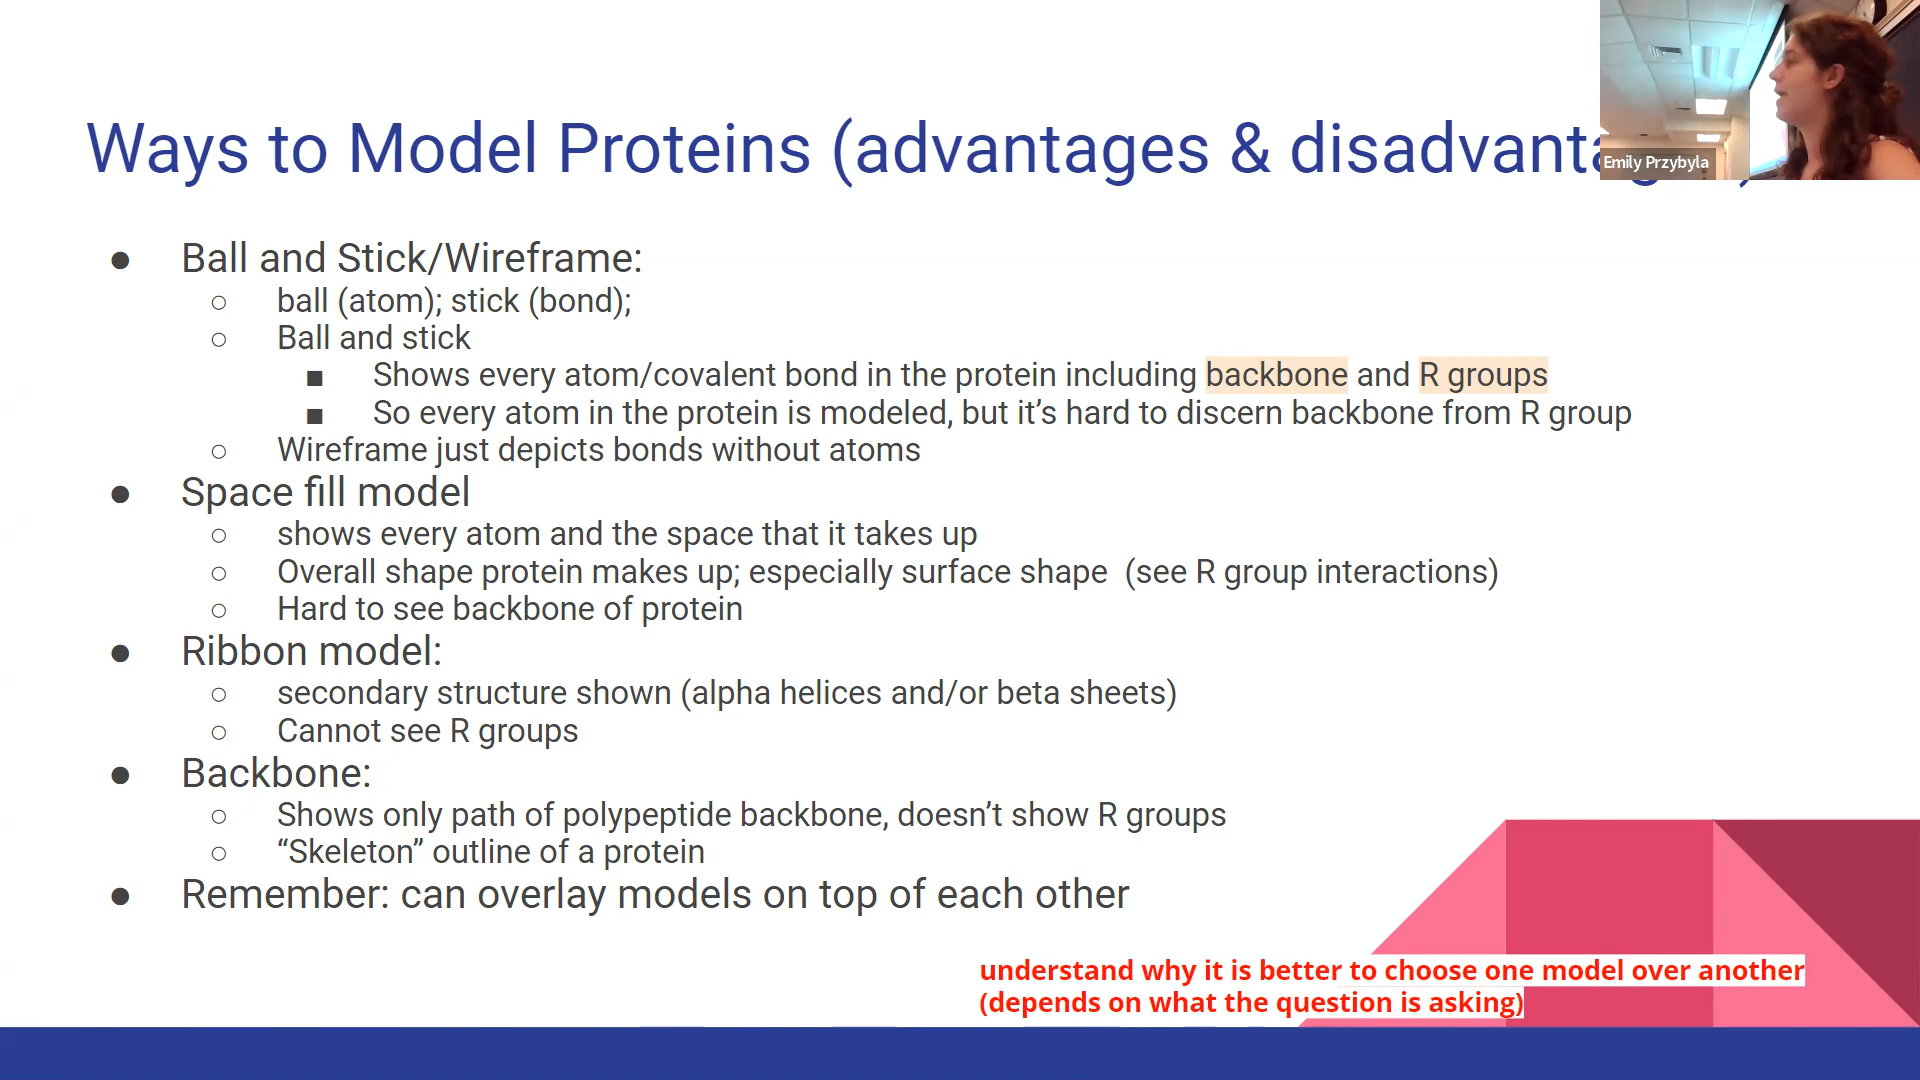 Ways to Model Proteins (advantages & disadvanta
Emily Przybyla
● Ball and Stick/Wireframe:
○ ball (atom); stick (bond);
○ Ball and stick
■ Shows every atom/covalent bond in the protein including backbone and R groups
■ So every atom in the protein is modeled, but it’s hard to discern backbone from R group
○ Wireframe just depicts bonds without atoms
● Space fill model
○ shows every atom and the space that it takes up
○ Overall shape protein makes up; especially surface shape (see R group interactions)
○ Hard to see backbone of protein
● Ribbon model:
○ secondary structure shown (alpha helices and/or beta sheets)
○ Cannot see R groups
● Backbone:
○ Shows only path of polypeptide backbone, doesn’t show R groups
○ “Skeleton” outline of a protein
● Remember: can overlay models on top of each other
understand why it is better to choose one model over another
(depends on what the question is asking)